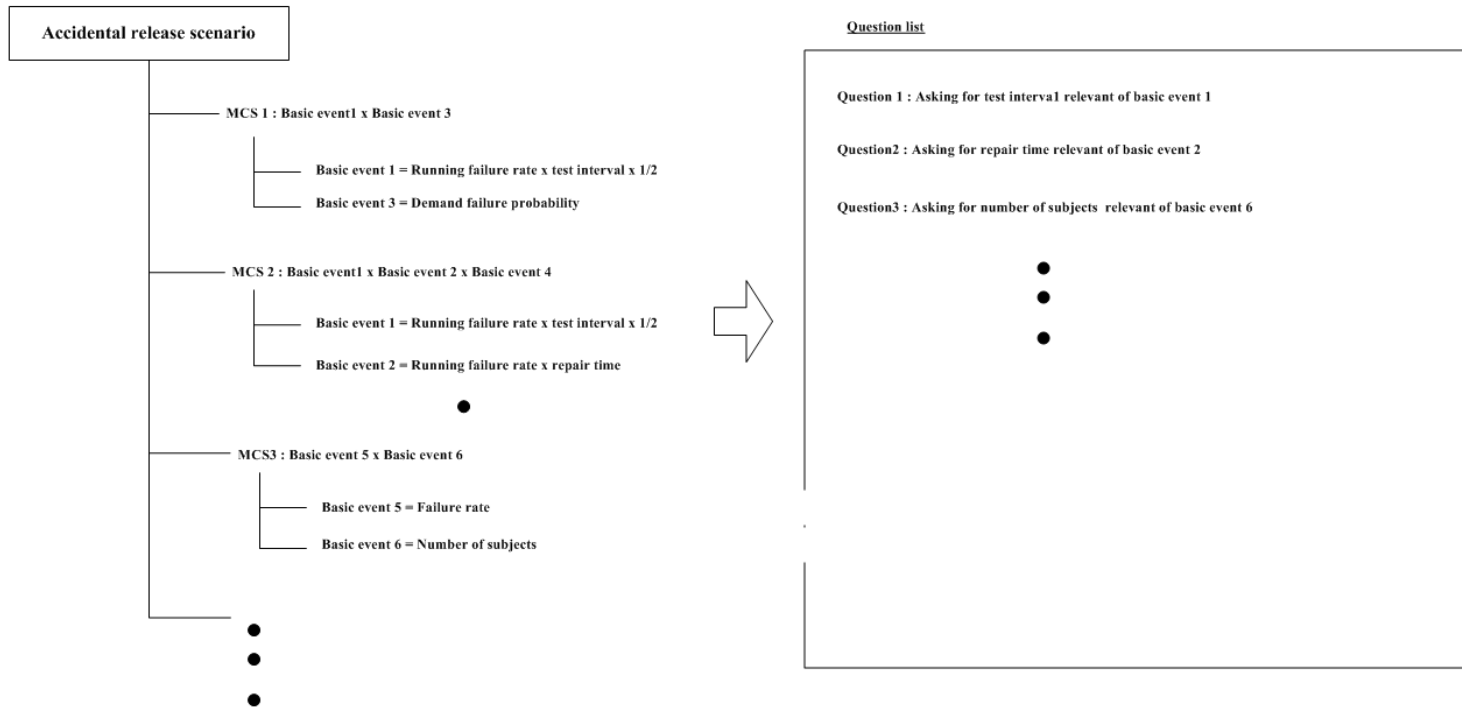 Accidental release scenario
MCS 1 : Basic event1 x Basic event 3
Basic event 1 = Running failure rate x test interval x 1/2
Basic event 3 = Demand failure probability
MCS 2 : Basic event1 x Basic event 2 x Basic event 4
Basic event 1 = Running failure rate x test interval x 1/2
Basic event 2 = Running failure rate x repair time
MCS3 : Basic event 5 x Basic event 6
Basic event 5 = Failure rate
Basic event 6 = Number of subjects
Question list
Question 1 : Asking for test interva1 relevant of basic event 1
Question2 : Asking for repair time relevant of basic event 2
Question3 : Asking for number of subjects relevant of basic event 6